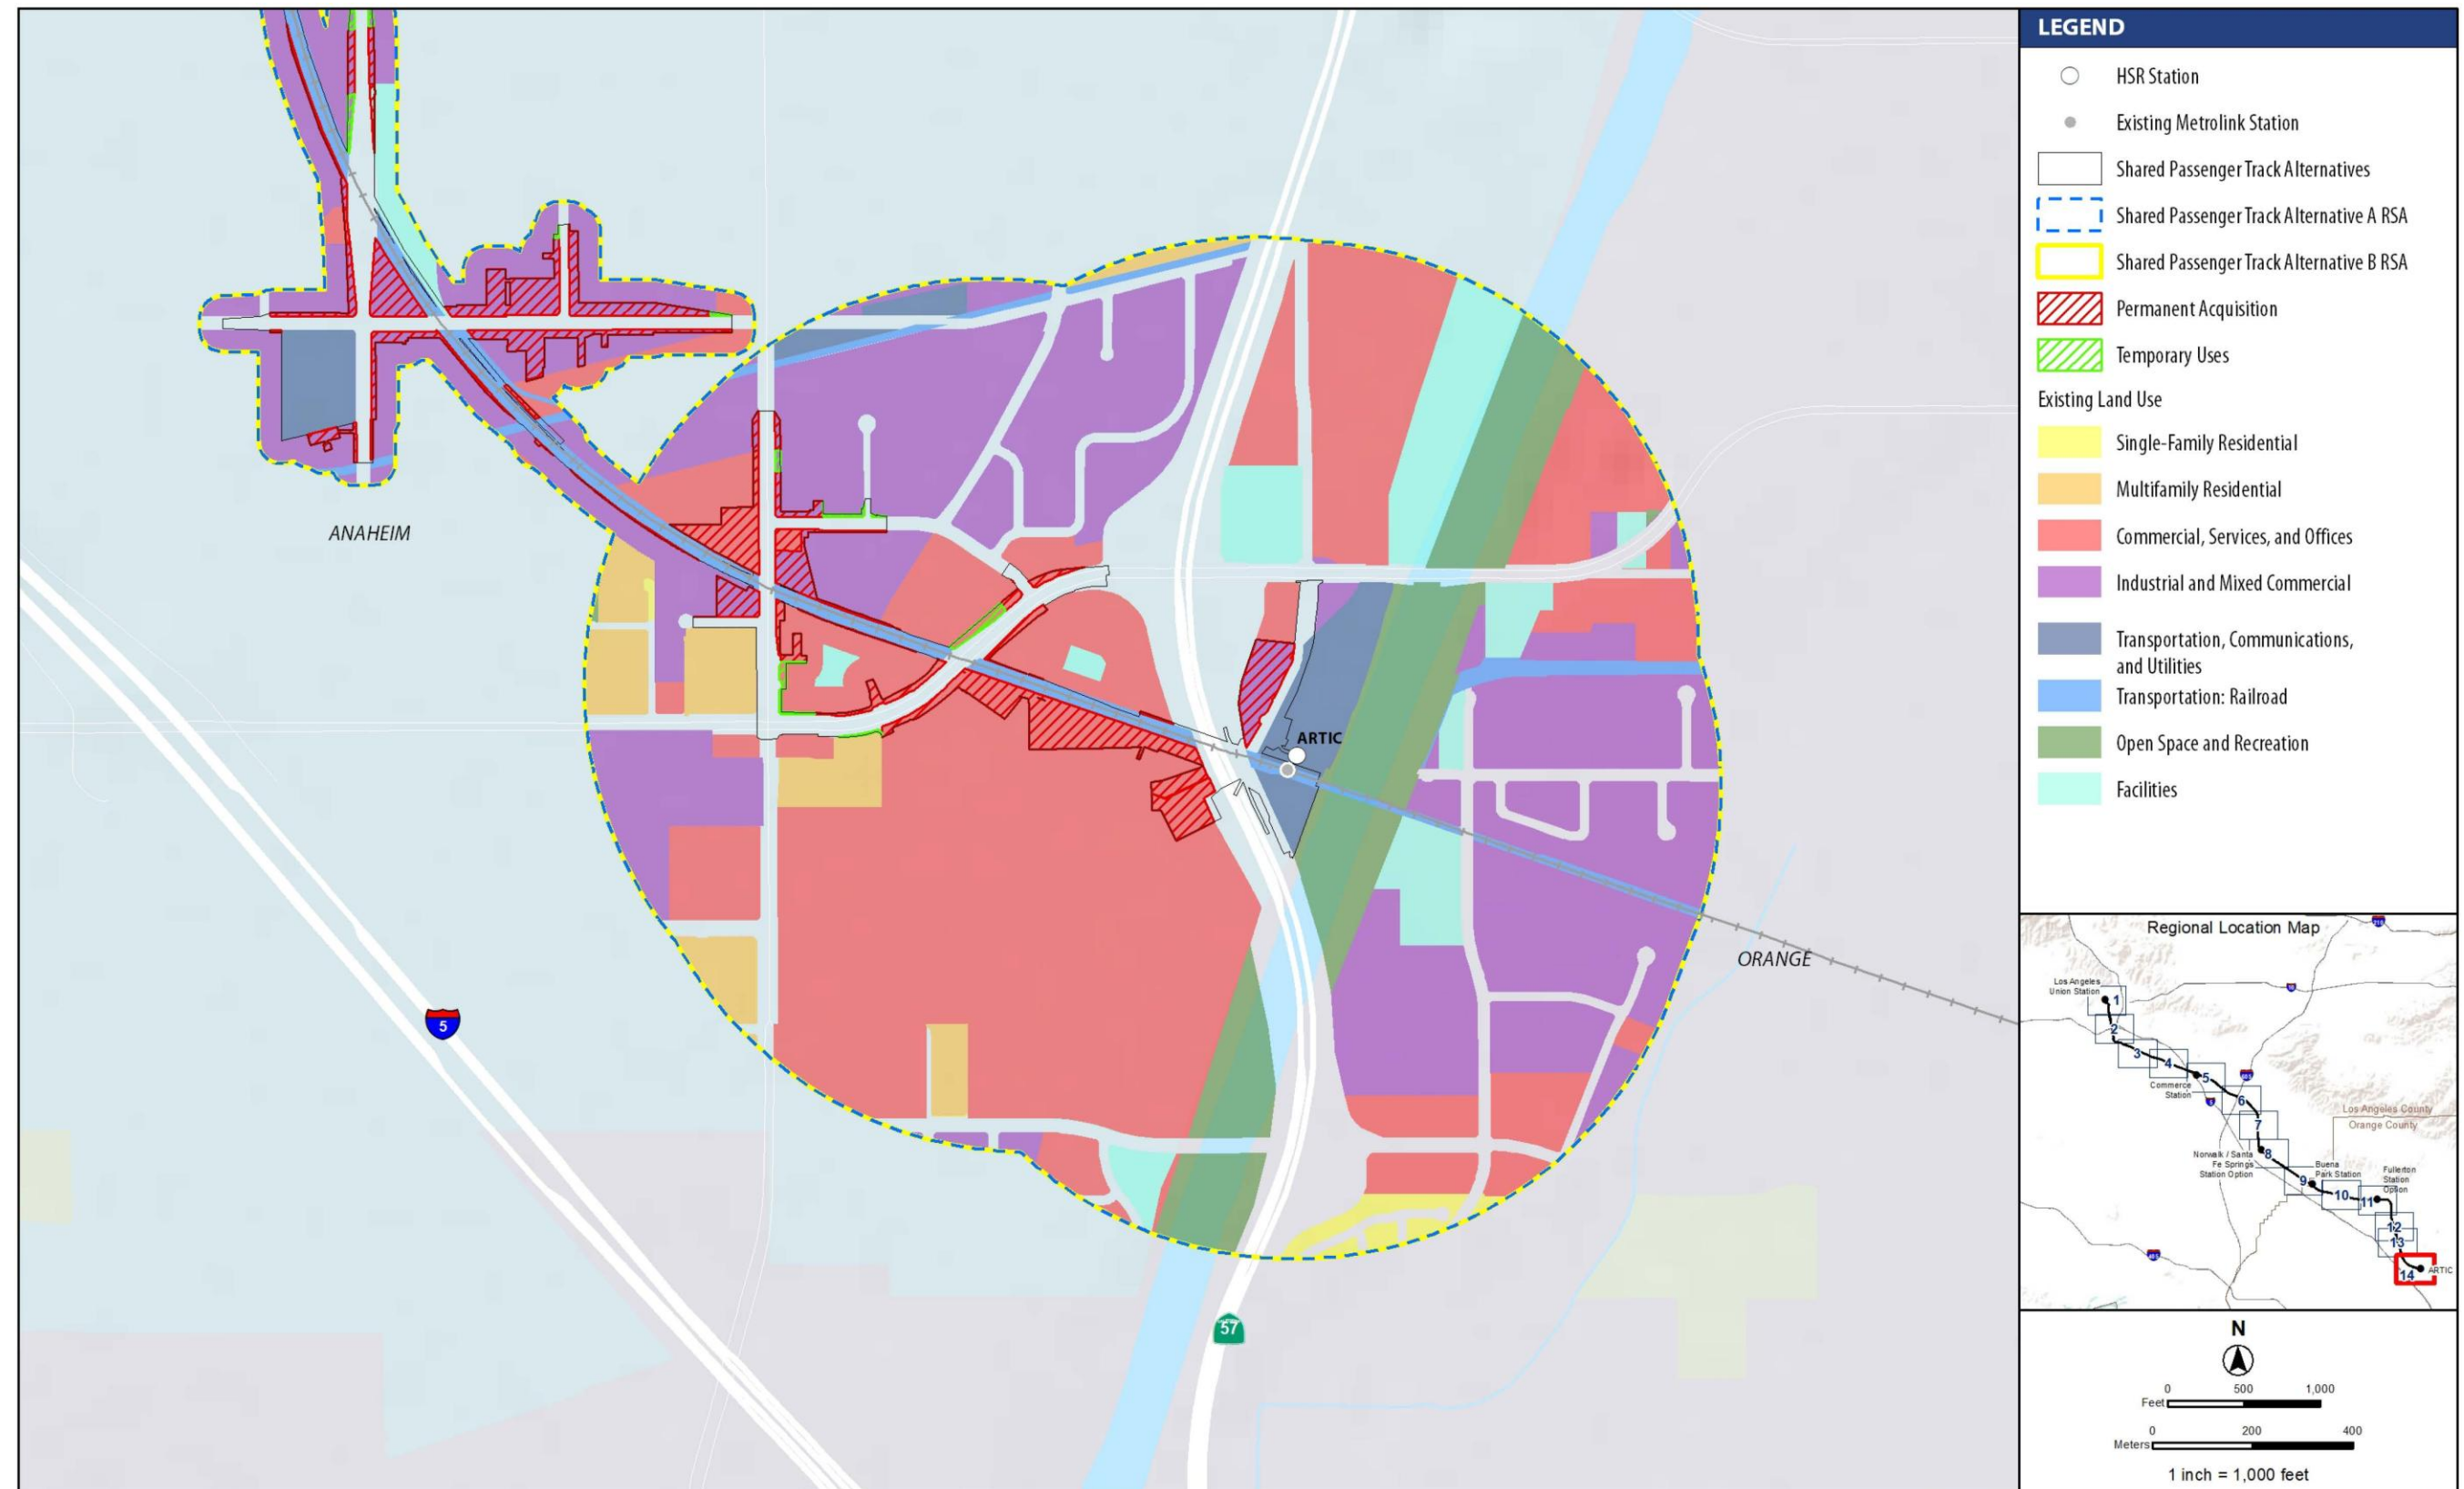 ANAHEIM
ARTIC
ORANGE
5
57
LEGEND
HSR Station
Existing Metrolink Station
Shared Passenger Track Alternatives
Shared Passenger Track Alternative A RSA
Shared Passenger Track Alternative B RSA
Permanent Acquisition
Temporary Uses
Existing Land Use
Single-Family Residential
Multifamily Residential
Commercial, Services, and Offices
Industrial and Mixed Commercial
Transportation, Communications,
and Utilities
Transportation: Railroad
Open Space and Recreation
Facilities
Regional Location Map
Los Angeles
Union Station
1
2
3
4
5
Commerce
Station
6
Los Angeles County
Orange County
7
8
Norwalk / Santa
Fe Springs
Station Option
Buena
Park Station
Fullerton
Station
Option
9
10
11
12
13
14
ARTIC
N
0 500 1,000
Feet
0 200 400
Meters
1 inch = 1,000 feet